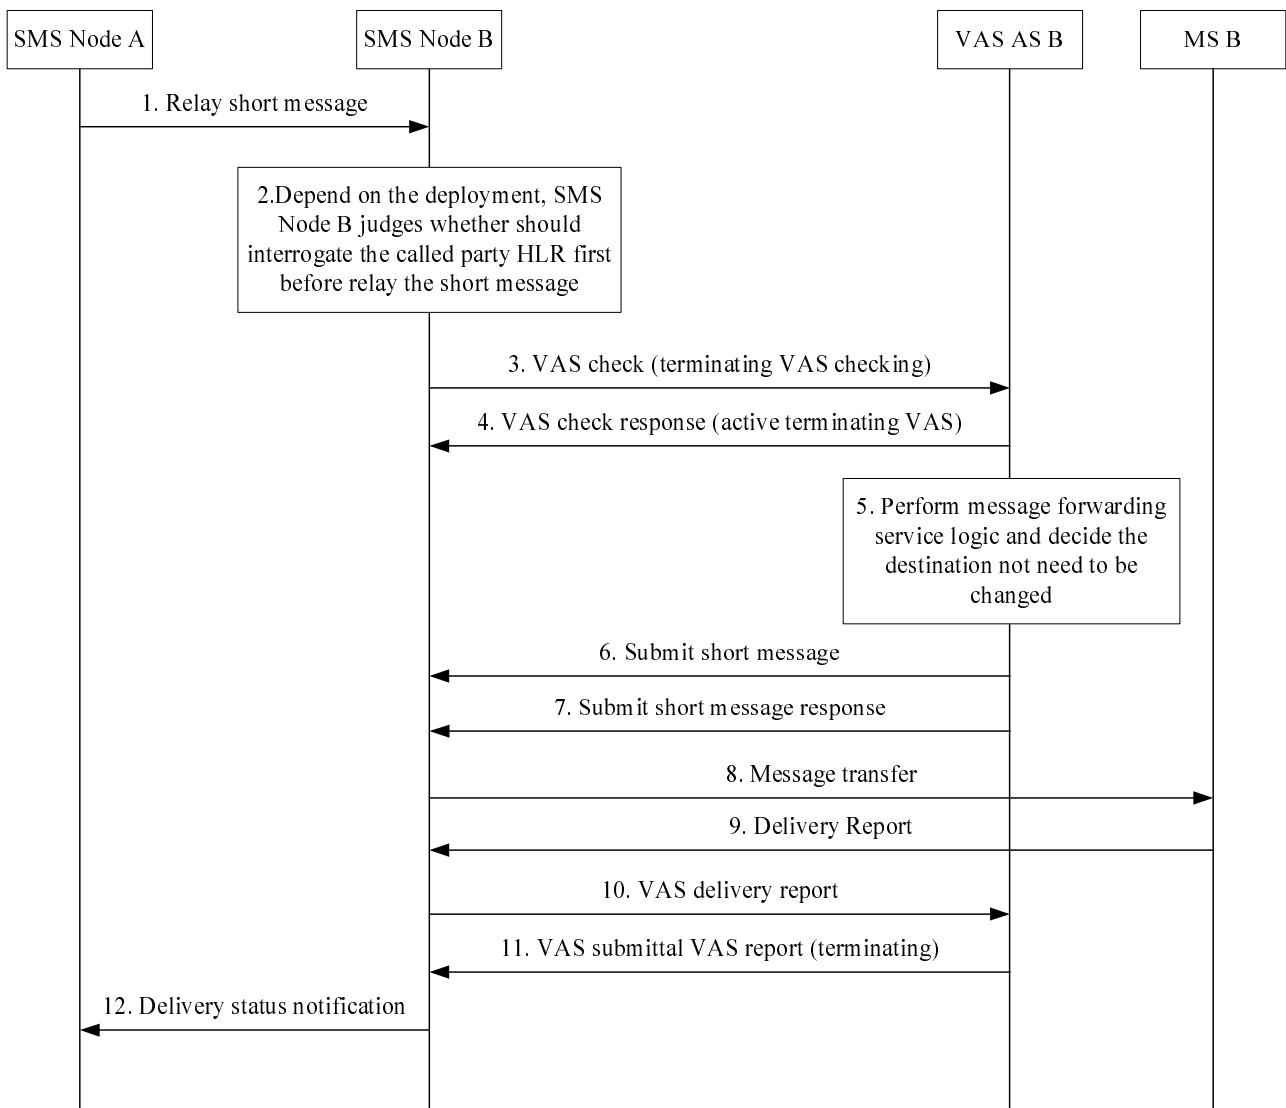 SMS Node A
SMS Node B
VAS AS B
MS B
1. Relay short message
2.Depend on the deployment, SMS
Node B judges whether should
interrogate the called party HLR first
before relay the short message
3. VAS check (terminating VAS checking)
4. VAS check response (active terminating VAS)
5. Perform message forwarding
service logic and decide the
destination not need to be
changed
6. Submit short message
7. Submit short message response
8. Message transfer
9. Delivery Report
10. VAS delivery report
11. VAS submittal VAS report (terminating)
12. Delivery status notification